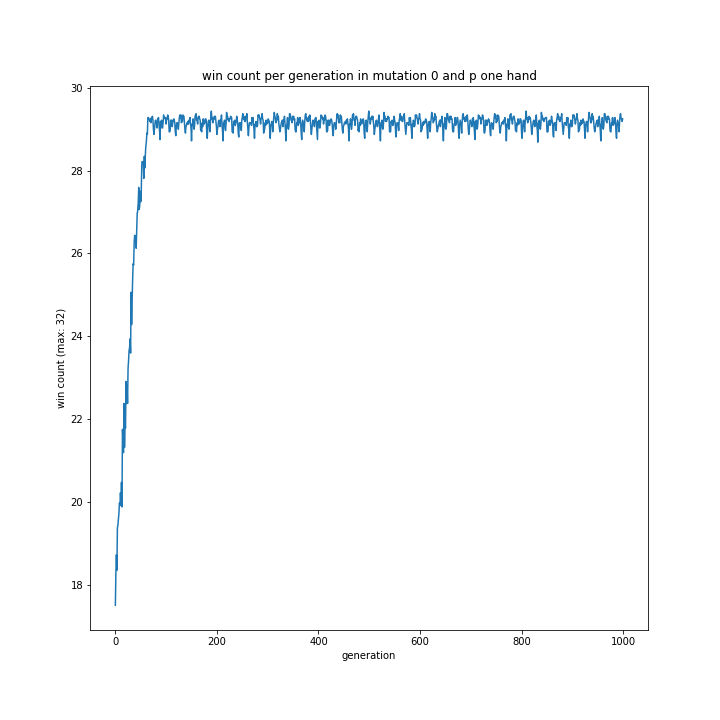 win count per generation in mutation 0 and p one hand
30
28
26
24
22
20
18
win count (max: 32)
0 200 400 600 800 1000
generation